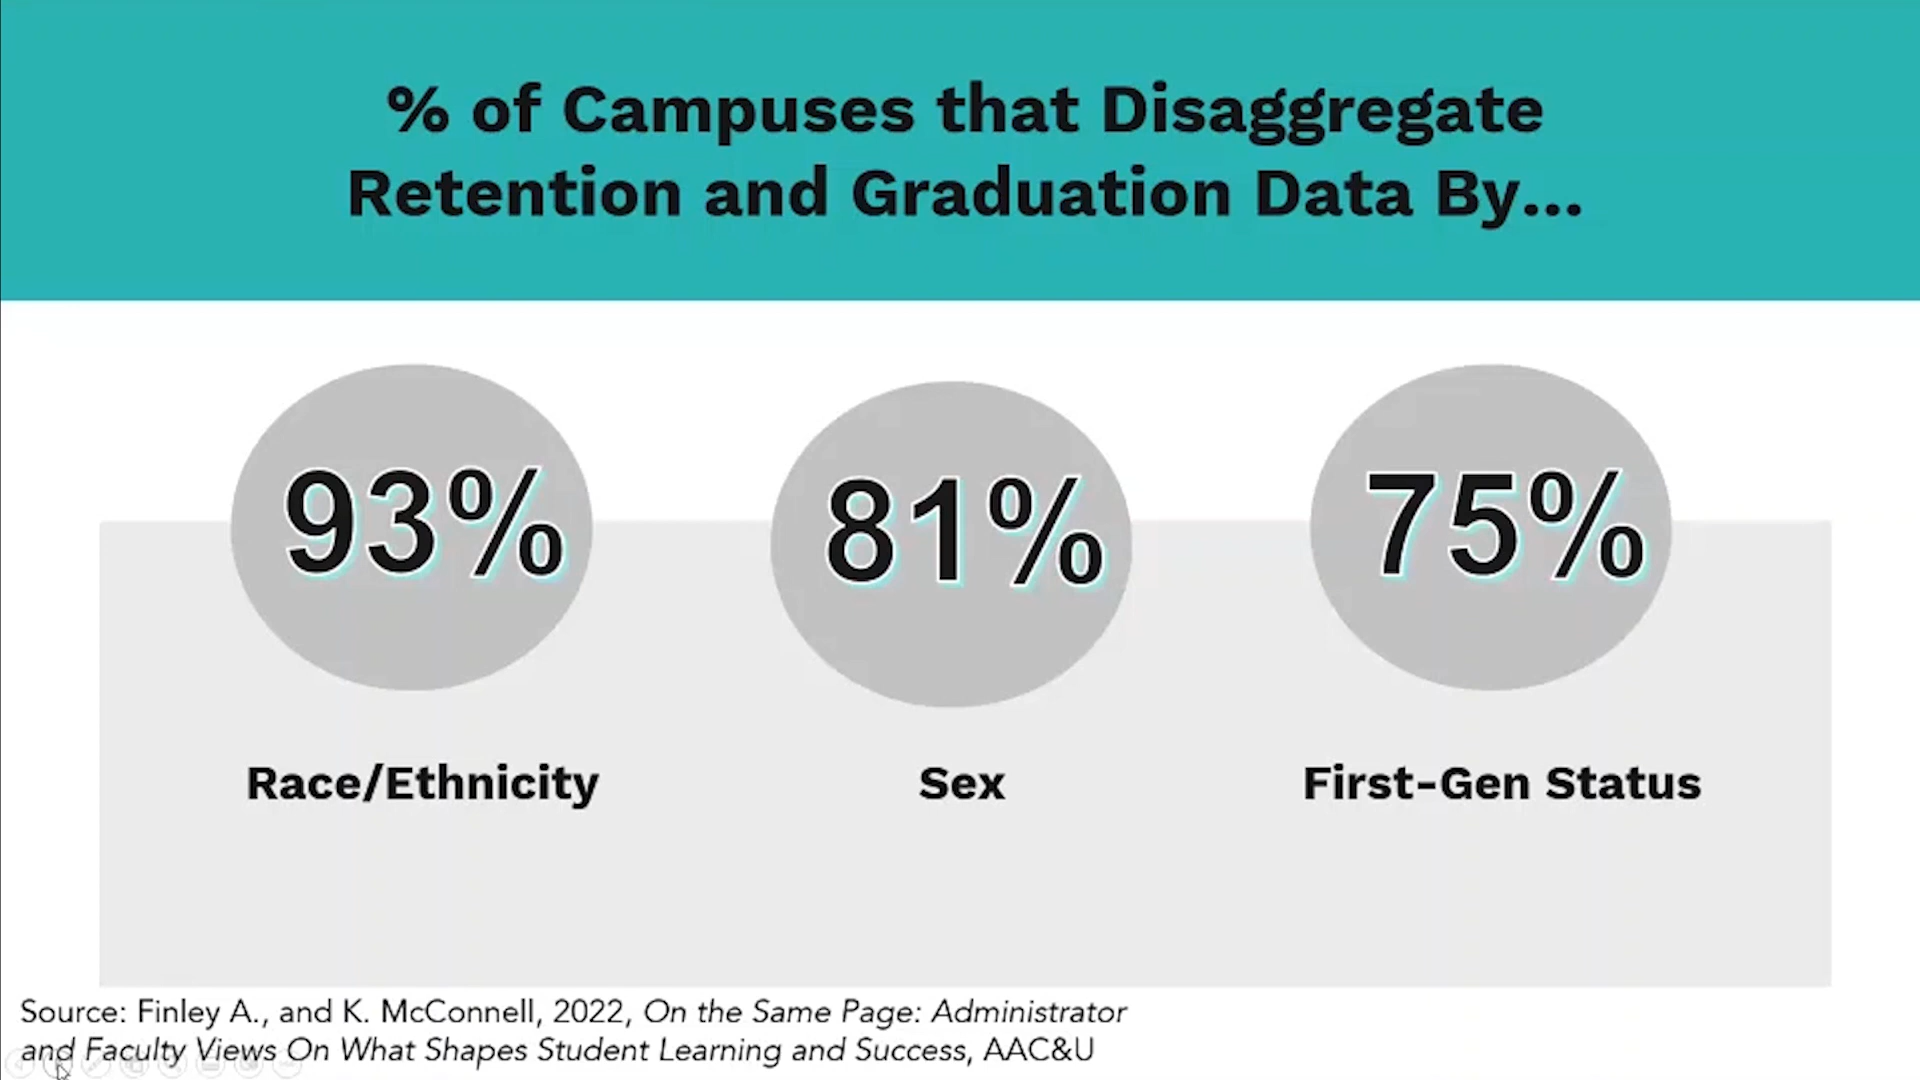 % of Campuses that Disaggregate
Retention and Graduation Data By...
93%
81%
75%
Race/Ethnicity
Sex
First-Gen Status
Source: Finley A., and K. McConnell, 2022, On the Same Page: Administrator
and Faculty Views On What Shapes Student Learning and Success, AAC&U